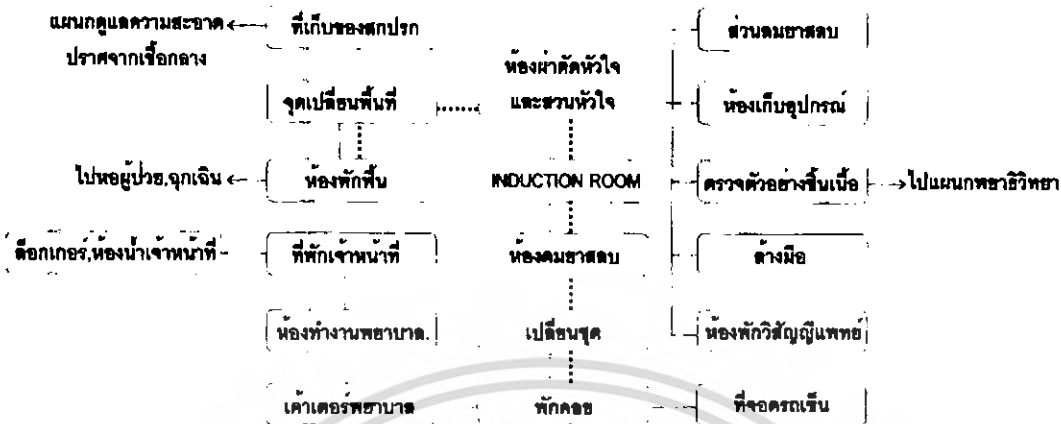 แผนกดูแลความสะอาด
ปราศจากเชื้อกลาง
ที่เก็บของสกปรก
ห้องผ่าตัดหัวใจ
และสวนหัวใจ
ส่วนดมยาสลบ
จุดเปลี่ยนพื้นที่
ห้องเก็บอุปกรณ์
ไปหอผู้ป่วย,ฉุกเฉิน
ห้องพักฟื้น
INDUCTION ROOM
ตรวจตัวอย่างชิ้นเนื้อ
ไปแผนกพยาธิวิทยา
ล็อกเกอร์,ห้องน้ำเจ้าหน้าที่
ที่พักเจ้าหน้าที่
ห้องดมยาสลบ
ล้างมือ
ห้องทำงานพยาบาล.
เปลี่ยนชุด
ห้องพักวิสัญญีแพทย์
เค้าเตอร์พยาบาล
พักคอย
ที่จอดรถเข็น